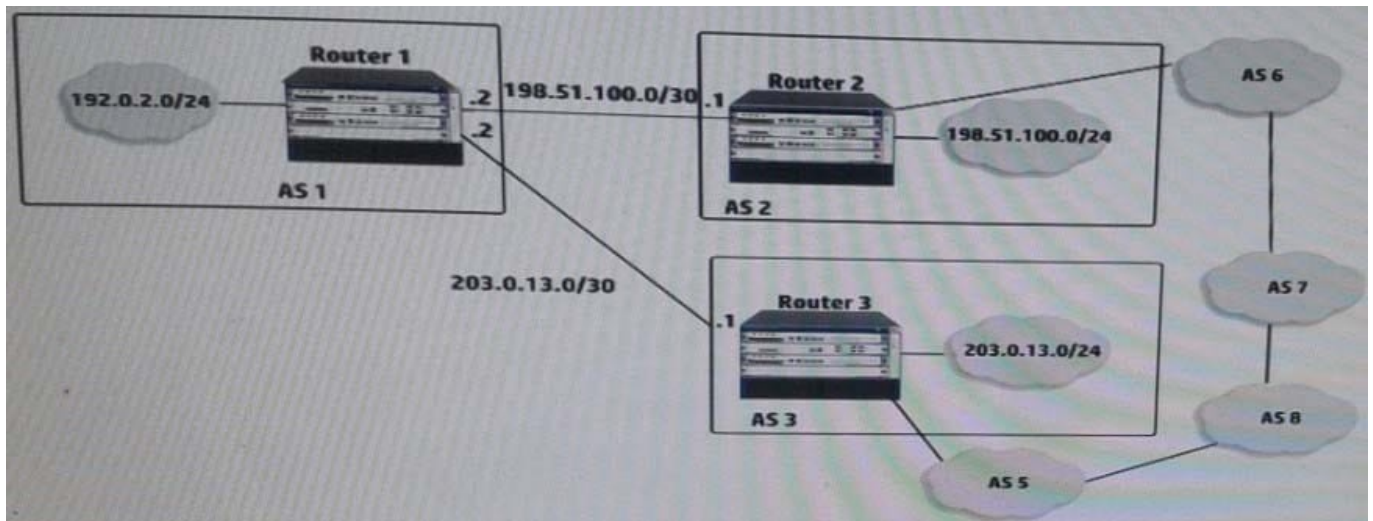 Router 1
192.0.2.0/24
.2
198.51.100.0/30
.1
.2
AS 1
Router 2
198.51.100.0/24
AS 2
AS 6
203.0.13.0/30
AS 7
Router 3
.1
203.0.13.0/24
AS 3
AS 8
AS 5